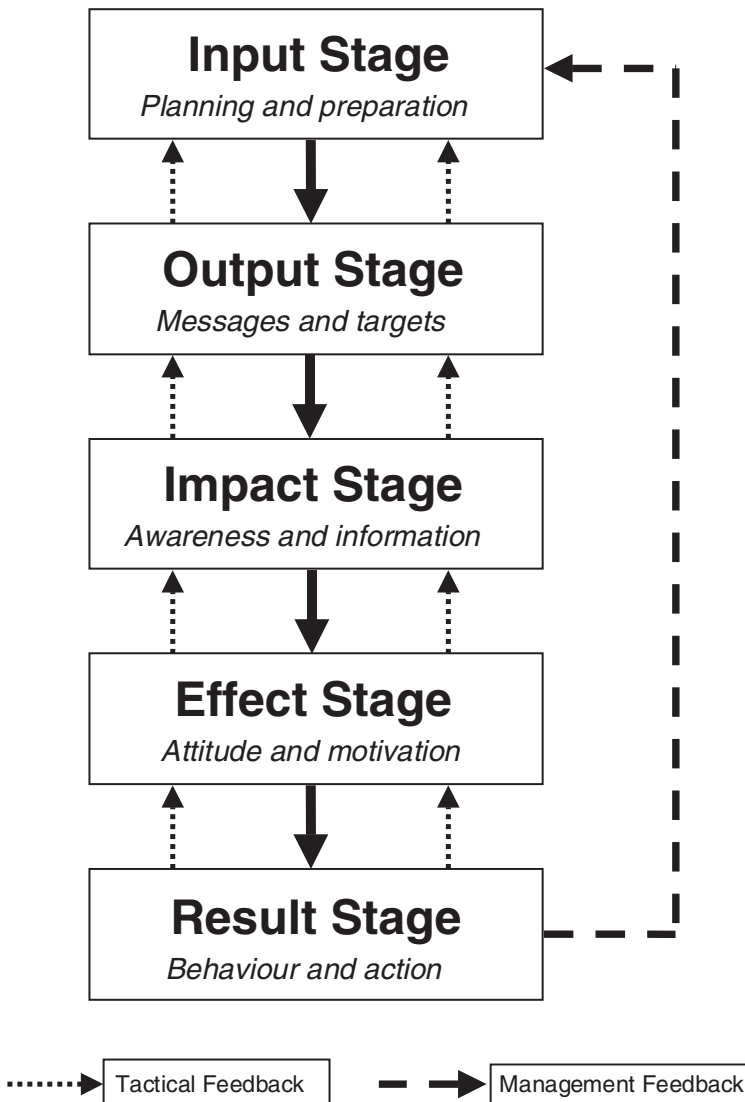 Input Stage
Planning and preparation
Output Stage
Messages and targets
Impact Stage
Awareness and information
Effect Stage
Attitude and motivation
Result Stage
Behaviour and action
Tactical Feedback
Management Feedback